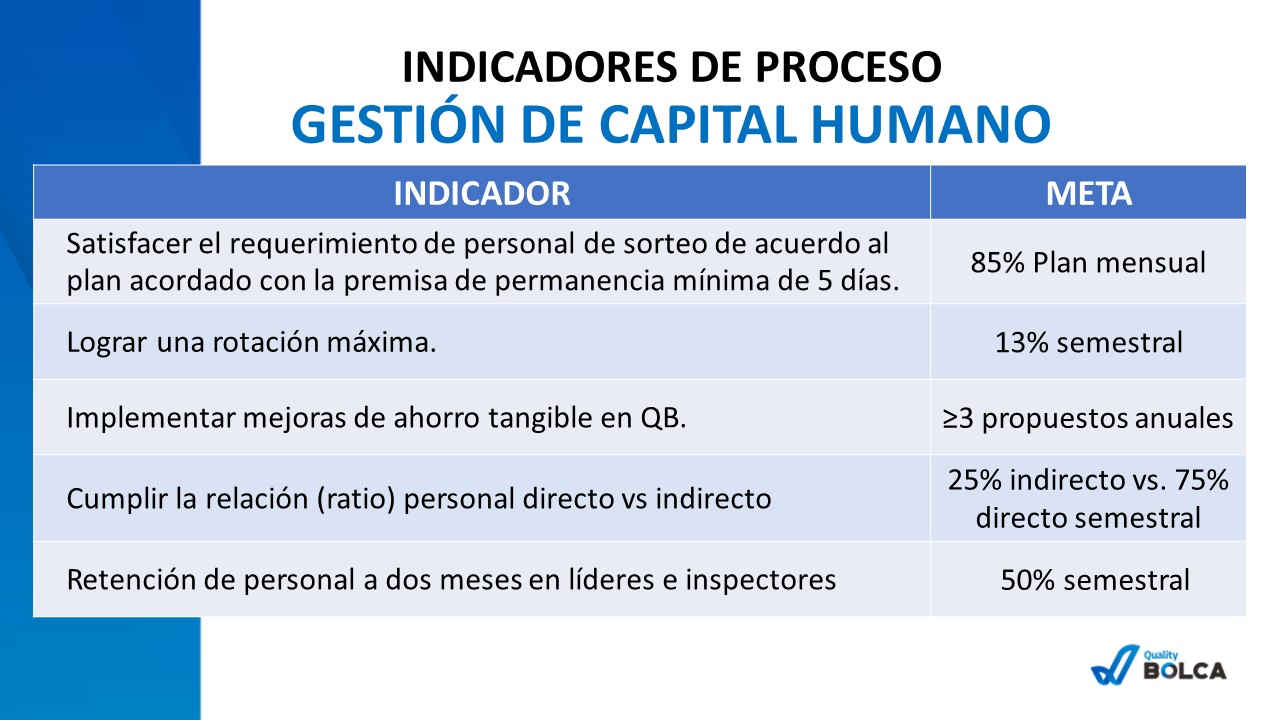 INDICADORES DE PROCESO
GESTIÓN DE CAPITAL HUMANO
INDICADOR
META
Satisfacer el requerimiento de personal de sorteo de acuerdo al
plan acordado con la premisa de permanencia mínima de 5 días.
85% Plan mensual
Lograr una rotación máxima.
13% semestral
Implementar mejoras de ahorro tangible en QB.
≥3 propuestos anuales
Cumplir la relación (ratio) personal directo vs indirecto
25% indirecto vs. 75%
directo semestral
Retención de personal a dos meses en líderes e inspectores
50% semestral
Quality
BOLCA